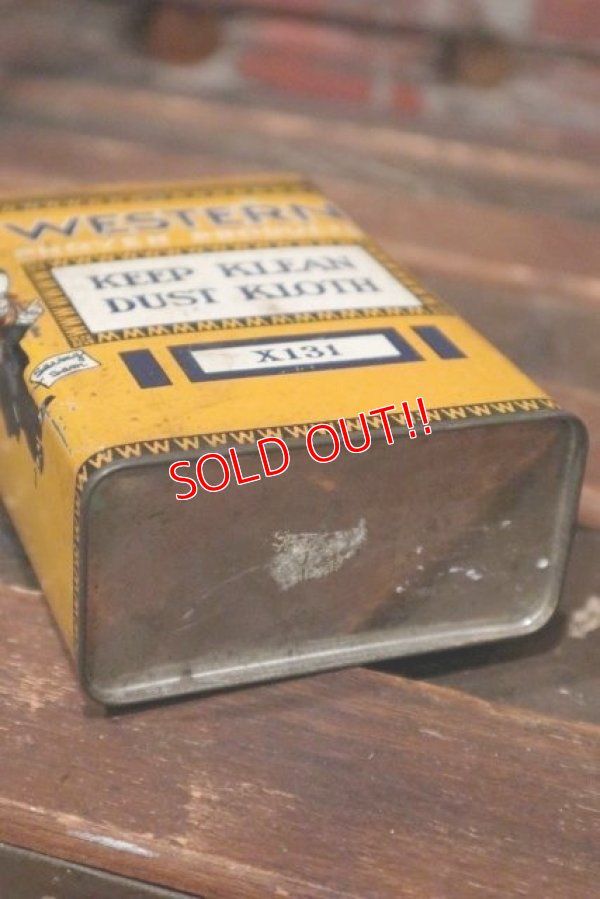 WESTERN
KEEP KLEAN
DUST KLOTH
X131
SOLD OUT!!